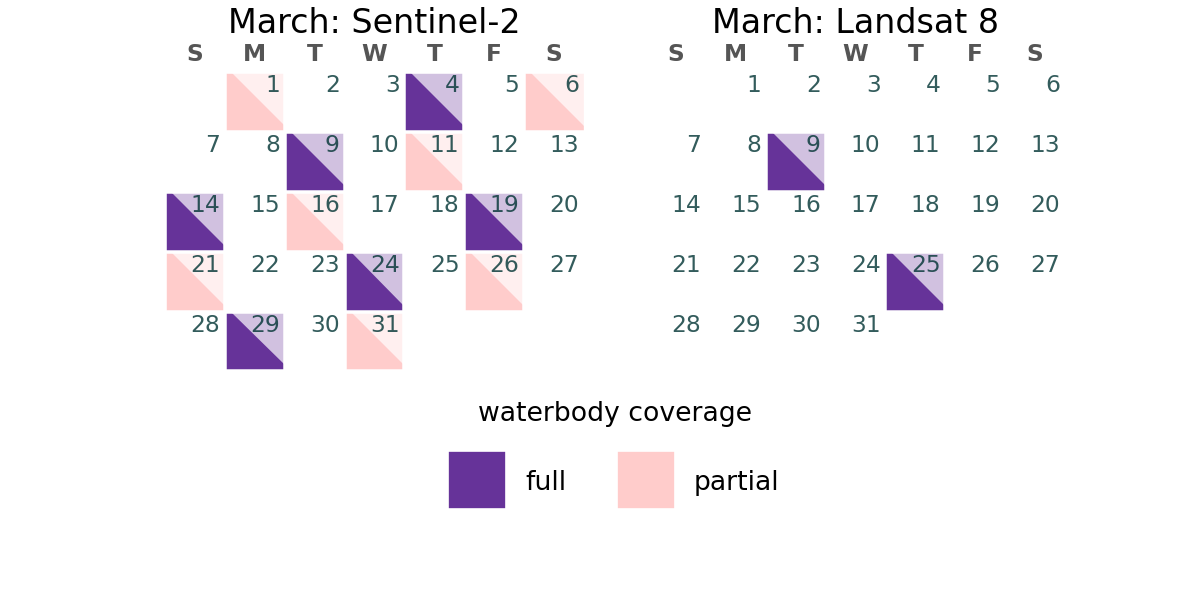 March: Sentinel-2
S M T W T F S
1 2 3 4 5 6
7 8 9 10 11 12 13
14 15 16 17 18 19 20
21 22 23 24 25 26 27
28 29 30 31
March: Landsat 8
S M T W T F S
1 2 3 4 5 6
7 8 9 10 11 12 13
14 15 16 17 18 19 20
21 22 23 24 25 26 27
28 29 30 31
waterbody coverage
full
partial